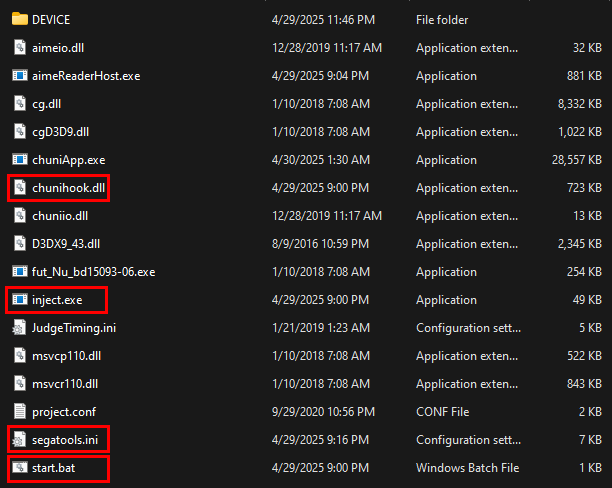 DEVICE 4/29/2025 11:46 PM File folder
aimeio.dll 12/28/2019 11:17 AM Application exten... 32 KB
aimeReaderHost.exe 4/29/2025 9:04 PM Application 881 KB
cg.dll 1/10/2018 7:08 AM Application exten... 8,332 KB
cgD3D9.dll 1/10/2018 7:08 AM Application exten... 1,022 KB
chuniApp.exe 4/30/2025 1:30 AM Application 28,557 KB
chunihook.dll 4/29/2025 9:00 PM Application exten... 723 KB
chuniio.dll 12/28/2019 11:17 AM Application exten... 13 KB
D3DX9_43.dll 8/9/2016 10:59 PM Application exten... 2,345 KB
fut_Nu_bd15093-06.exe 1/10/2018 7:08 AM Application 254 KB
inject.exe 4/29/2025 9:00 PM Application 49 KB
JudgeTiming.ini 1/21/2019 1:23 AM Configuration sett... 5 KB
msvcp110.dll 1/10/2018 7:08 AM Application exten... 522 KB
msvcr110.dll 1/10/2018 7:08 AM Application exten... 843 KB
project.conf 9/29/2020 10:56 PM CONF File 2 KB
segatools.ini 4/29/2025 9:16 PM Configuration sett... 7 KB
start.bat 4/29/2025 9:00 PM Windows Batch File 1 KB